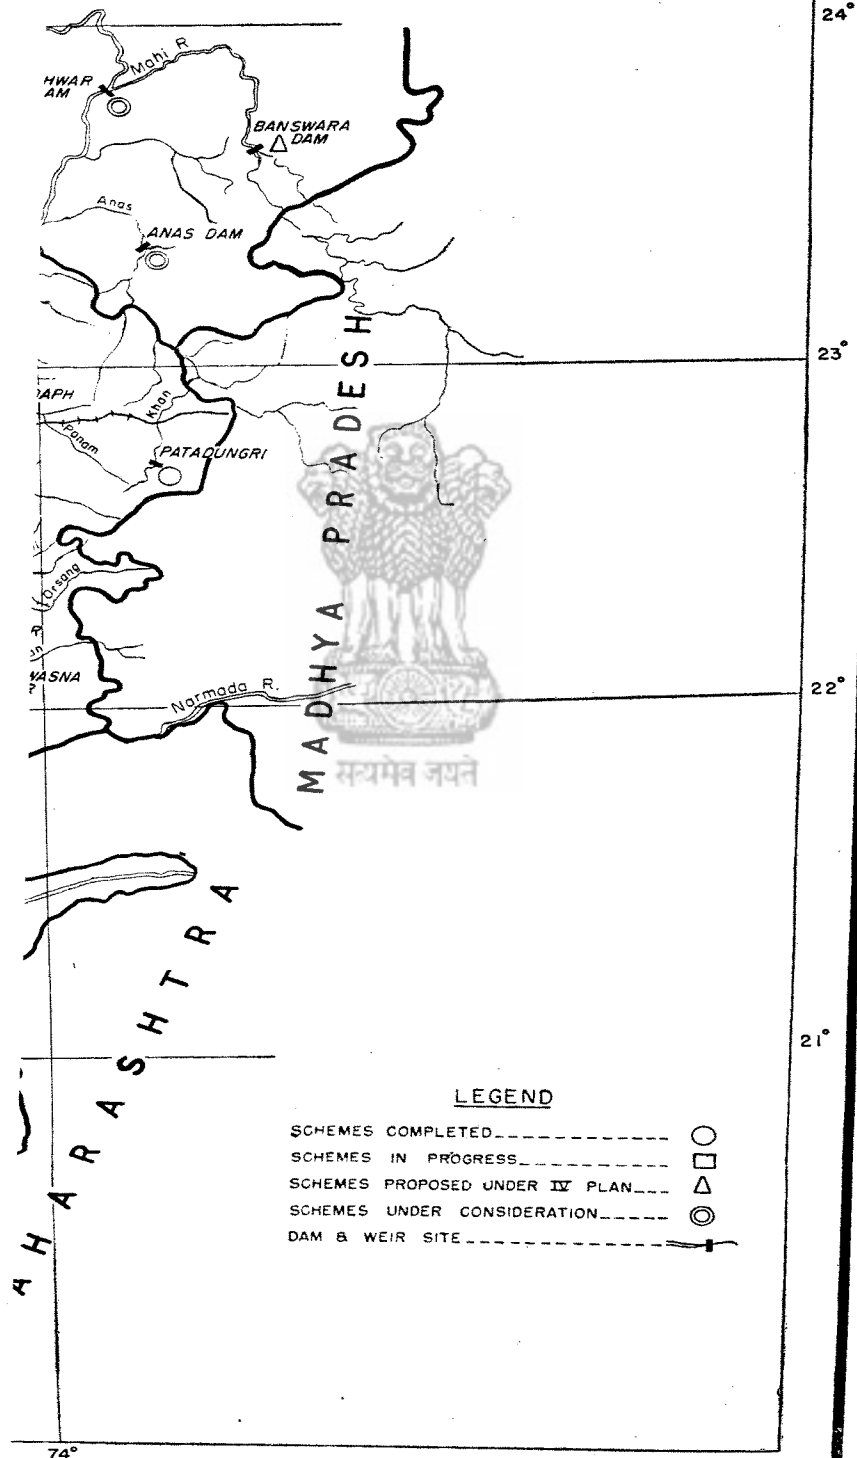 24°
Mahi R
HWAR
AM
BANSWARA
DAM
Anas
ANAS DAM
23°
APH
Khan
Panam
PATADUNGRI
MADHYA PRADESH
Orsang
R
n
WASNA
Narmada R.
22°
सत्यमेव जयते
AHARASHTRA
21°
LEGEND
SCHEMES COMPLETED
SCHEMES IN PROGRESS
SCHEMES PROPOSED UNDER IV PLAN
SCHEMES UNDER CONSIDERATION
DAM & WEIR SITE
74°